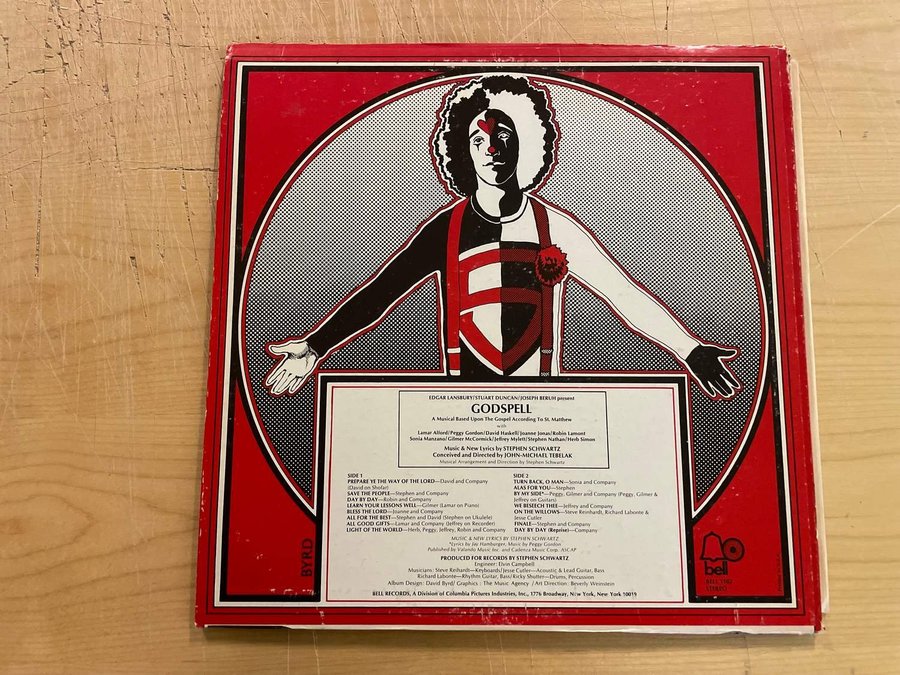 EDGAR LANSBURY/STUART DUNCAN/JOSEPH BERUH present
GODSPELL
A Musical Based Upon The Gospel According To St. Matthew
with
Lamar Alford/Peggy Gordon/David Haskell/Joanne Jonas/Robin Lamont
Sonia Manzano/Gilmer McCormick/Jeffrey Mylett/Stephen Nathan/Herb Simon
Music & New Lyrics by STEPHEN SCHWARTZ
Conceived and Directed by JOHN-MICHAEL TEBELAK
Musical Arrangement and Direction by Stephen Schwartz
SIDE 1
PREPARE YE THE WAY OF THE LORD—David and Company
(David on Shofar)
SAVE THE PEOPLE—Stephen and Company
DAY BY DAY—Robin and Company
LEARN YOUR LESSONS WELL—Gilmer (Lamar on Piano)
BLESS THE LORD—Joanne and Company
ALL FOR THE BEST—Stephen and David (Stephen on Ukulele)
ALL GOOD GIFTS—Lamar and Company (Jeffrey on Recorder)
LIGHT OF THE WORLD—Herb, Peggy, Jeffrey, Robin and Company
SIDE 2
TURN BACK, O MAN—Sonia and Company
ALAS FOR YOU—Stephen
BY MY SIDE*—Peggy, Gilmer and Company (Peggy, Gilmer &
Jeffrey on Guitars)
WE BESEECH THEE—Jeffrey and Company
ON THE WILLOWS—Steve Reinhardt, Richard Labonte &
Jesse Cutler
FINALE—Stephen and Company
DAY BY DAY (Reprise)—Company
MUSIC & NEW LYRICS BY STEPHEN SCHWARTZ
*Lyrics by Jay Hamburger, Music by Peggy Gordon
Published by Valando Music Inc. and Cadenza Music Corp. ASCAP
PRODUCED FOR RECORDS BY STEPHEN SCHWARTZ
Engineer: Elvin Campbell
Musicians: Steve Reihardt—Keyboards/Jesse Cutler—Acoustic & Lead Guitar, Bass
Richard Labonte—Rhythm Guitar, Bass/Ricky Shutter—Drums, Percussion
Album Design: David Byrd/ Graphics: The Music Agency / Art Direction: Beverly Weinstein
BELL RECORDS, A Division of Columbia Pictures Industries, Inc., 1776 Broadway, New York, New York 10019
BYRD
bell
BELL 1102
STEREO